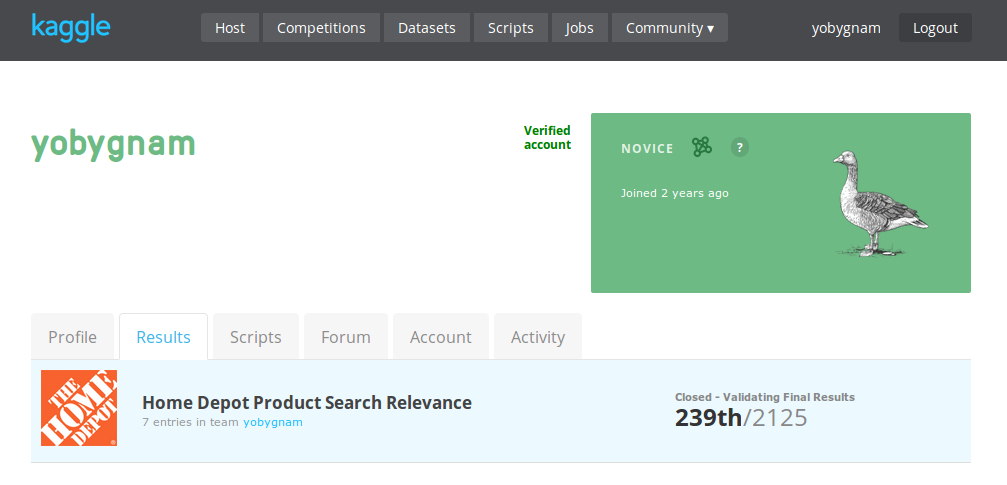 kaggle
Host
Competitions
Datasets
Scripts
Jobs
Community ▾
yobygnam
Logout
yobygnam
Verified
account
NOVICE
?
Joined 2 years ago
Profile
Results
Scripts
Forum
Account
Activity
THE
HOME
DEPOT
®
Home Depot Product Search Relevance
7 entries in team yobygnam
Closed - Validating Final Results
239th/2125